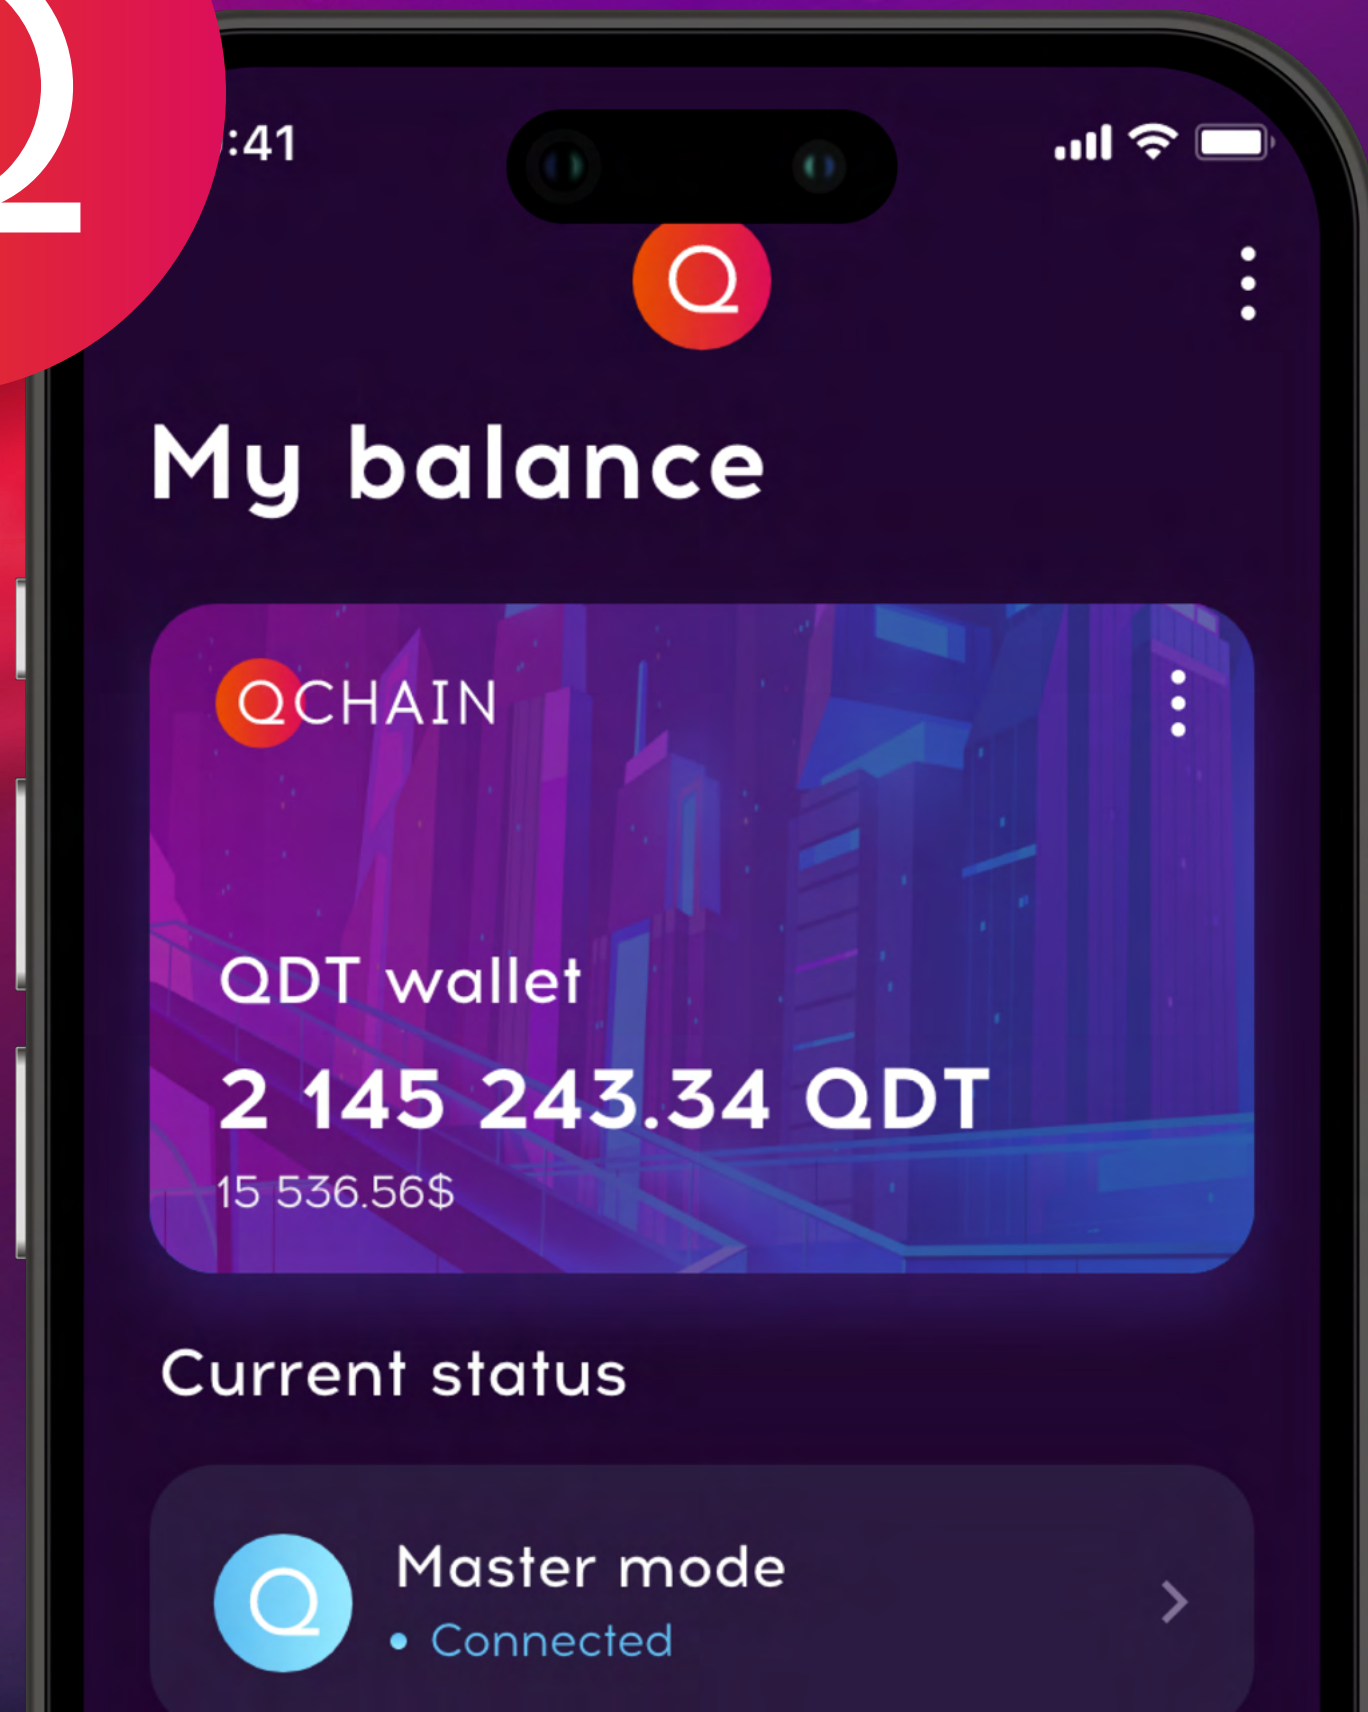 Q
:41
Q
My balance
QCHAIN
QDT wallet
2 145 243.34 QDT
15 536.56$
Current status
Q
Master mode
• Connected